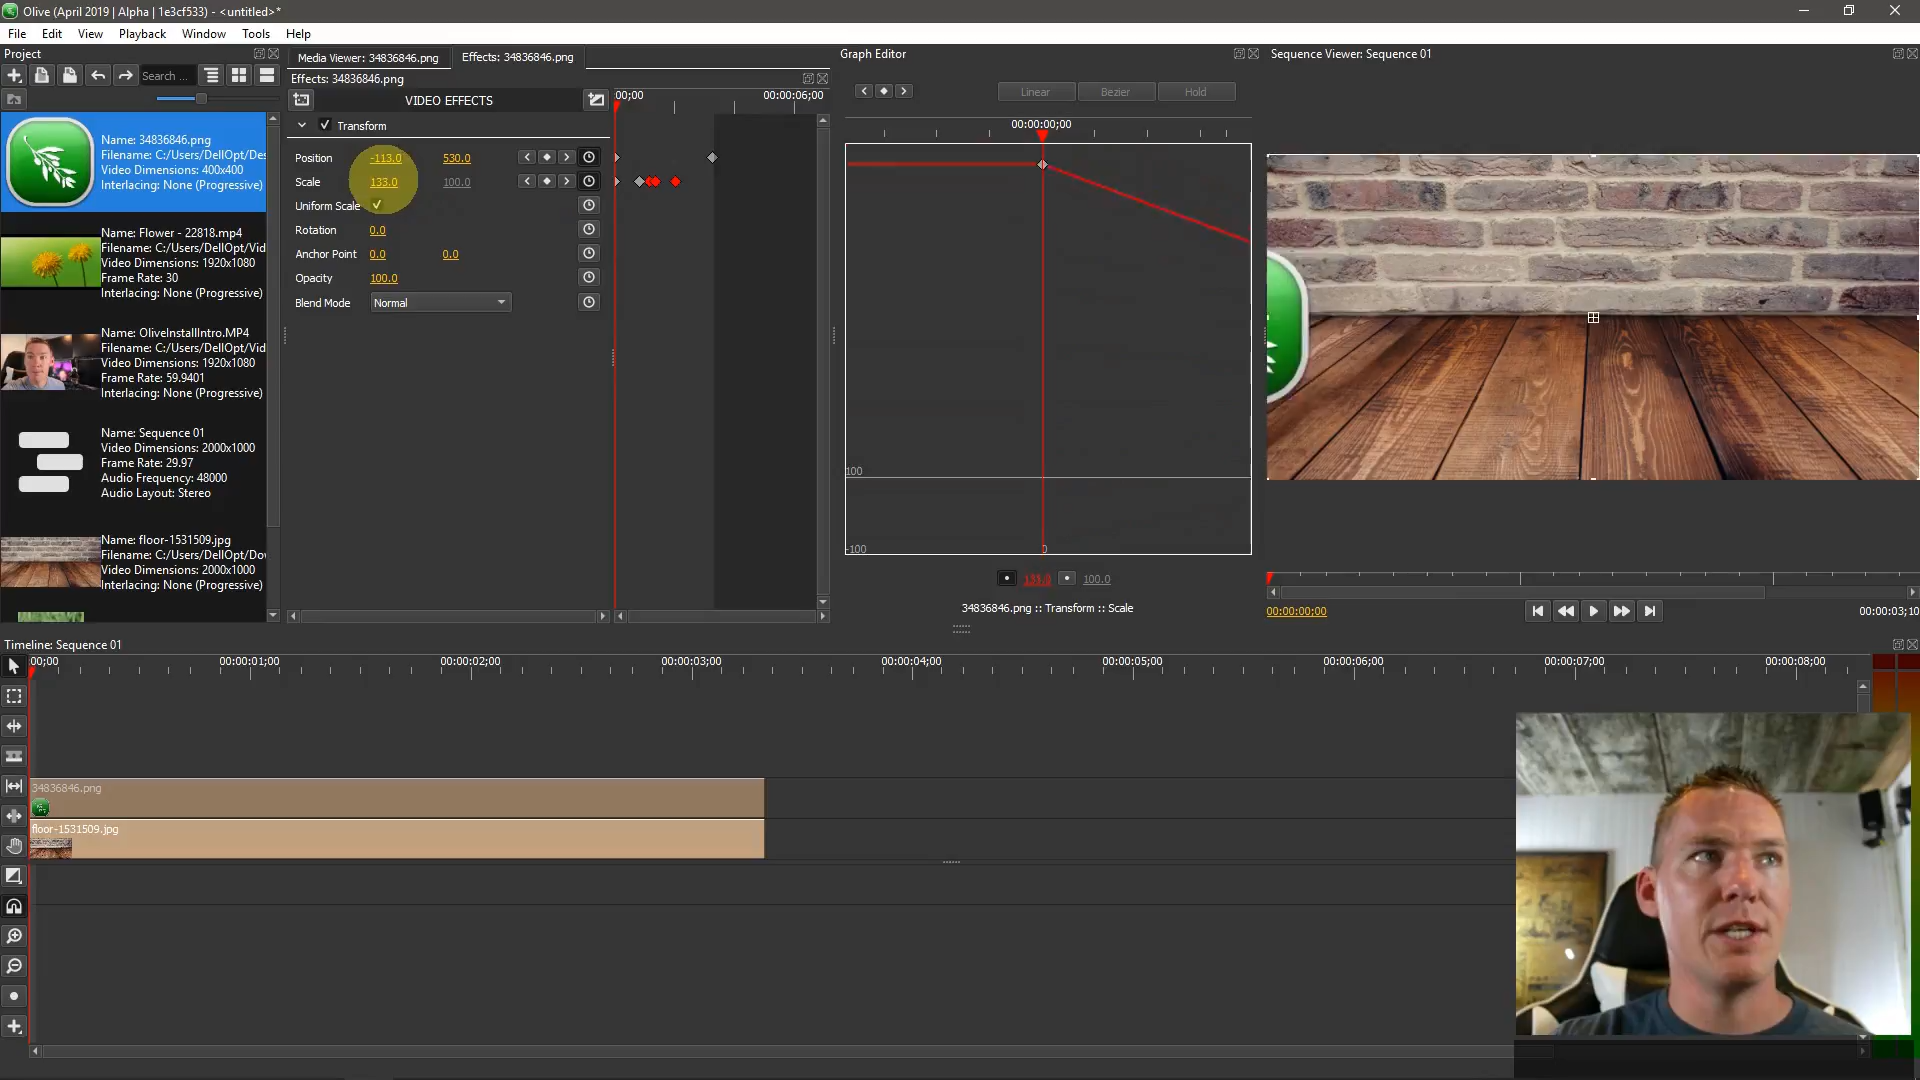 Olive (April 2019 | Alpha | 1e3cf533) - <untitled>*
File Edit View Playback Window Tools Help
Project
Search ...
Name: 34836846.png
Filename: C:/Users/DellOpt/Des
Video Dimensions: 400x400
Interlacing: None (Progressive)
Name: Flower - 22818.mp4
Filename: C:/Users/DellOpt/Vid
Video Dimensions: 1920x1080
Frame Rate: 30
Interlacing: None (Progressive)
Name: OliveInstallIntro.MP4
Filename: C:/Users/DellOpt/Vid
Video Dimensions: 1920x1080
Frame Rate: 59.9401
Interlacing: None (Progressive)
Name: Sequence 01
Video Dimensions: 2000x1000
Frame Rate: 29.97
Audio Frequency: 48000
Audio Layout: Stereo
Name: floor-1531509.jpg
Filename: C:/Users/DellOpt/Dow
Video Dimensions: 2000x1000
Interlacing: None (Progressive)
Media Viewer: 34836846.png Effects: 34836846.png
Effects: 34836846.png
VIDEO EFFECTS
00;00 00:00:06;00
Transform
Position -113.0 530.0
Scale 133.0 100.0
Uniform Scale
Rotation 0.0
Anchor Point 0.0 0.0
Opacity 100.0
Blend Mode Normal
Graph Editor
Linear Bezier Hold
00:00:00;00
100
-100 0
133.0 100.0
34836846.png :: Transform :: Scale
Sequence Viewer: Sequence 01
00:00:00;00 00:00:03;10
Timeline: Sequence 01
00;00 00:00:01;00 00:00:02;00 00:00:03;00 00:00:04;00 00:00:05;00 00:00:06;00 00:00:07;00 00:00:08;00
34836846.png
floor-1531509.jpg